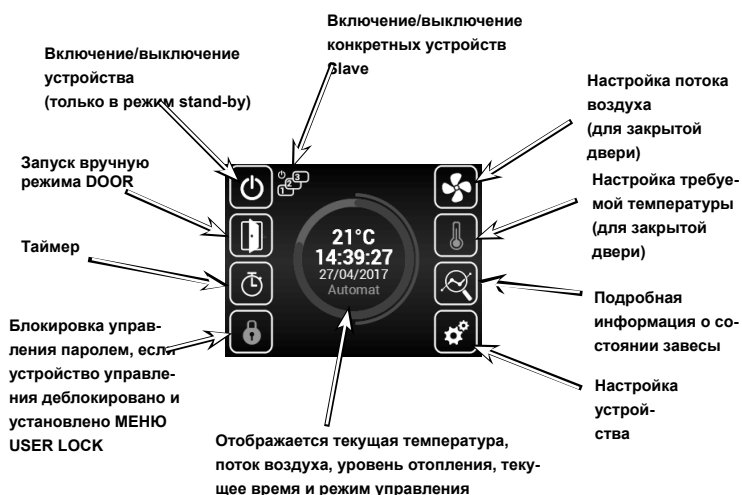 Включение/выключение
конкретных устройств
Slave
Включение/выключение
устройства
(только в режим stand-by)
Настройка потока
воздуха
(для закрытой
двери)
Запуск вручную
режима DOOR
Настройка требуе-
мой температуры
(для закрытой
двери)
Таймер
1 2 3
21°C
14:39:27
27/04/2017
Automat
Подробная
информация о со-
стоянии завесы
Блокировка управ-
ления паролем, если
устройство управле-
ния деблокировано и
установлено МЕНЮ
USER LOCK
Настройка
устрой-
ства
Отображается текущая температура,
поток воздуха, уровень отопления, теку-
щее время и режим управления